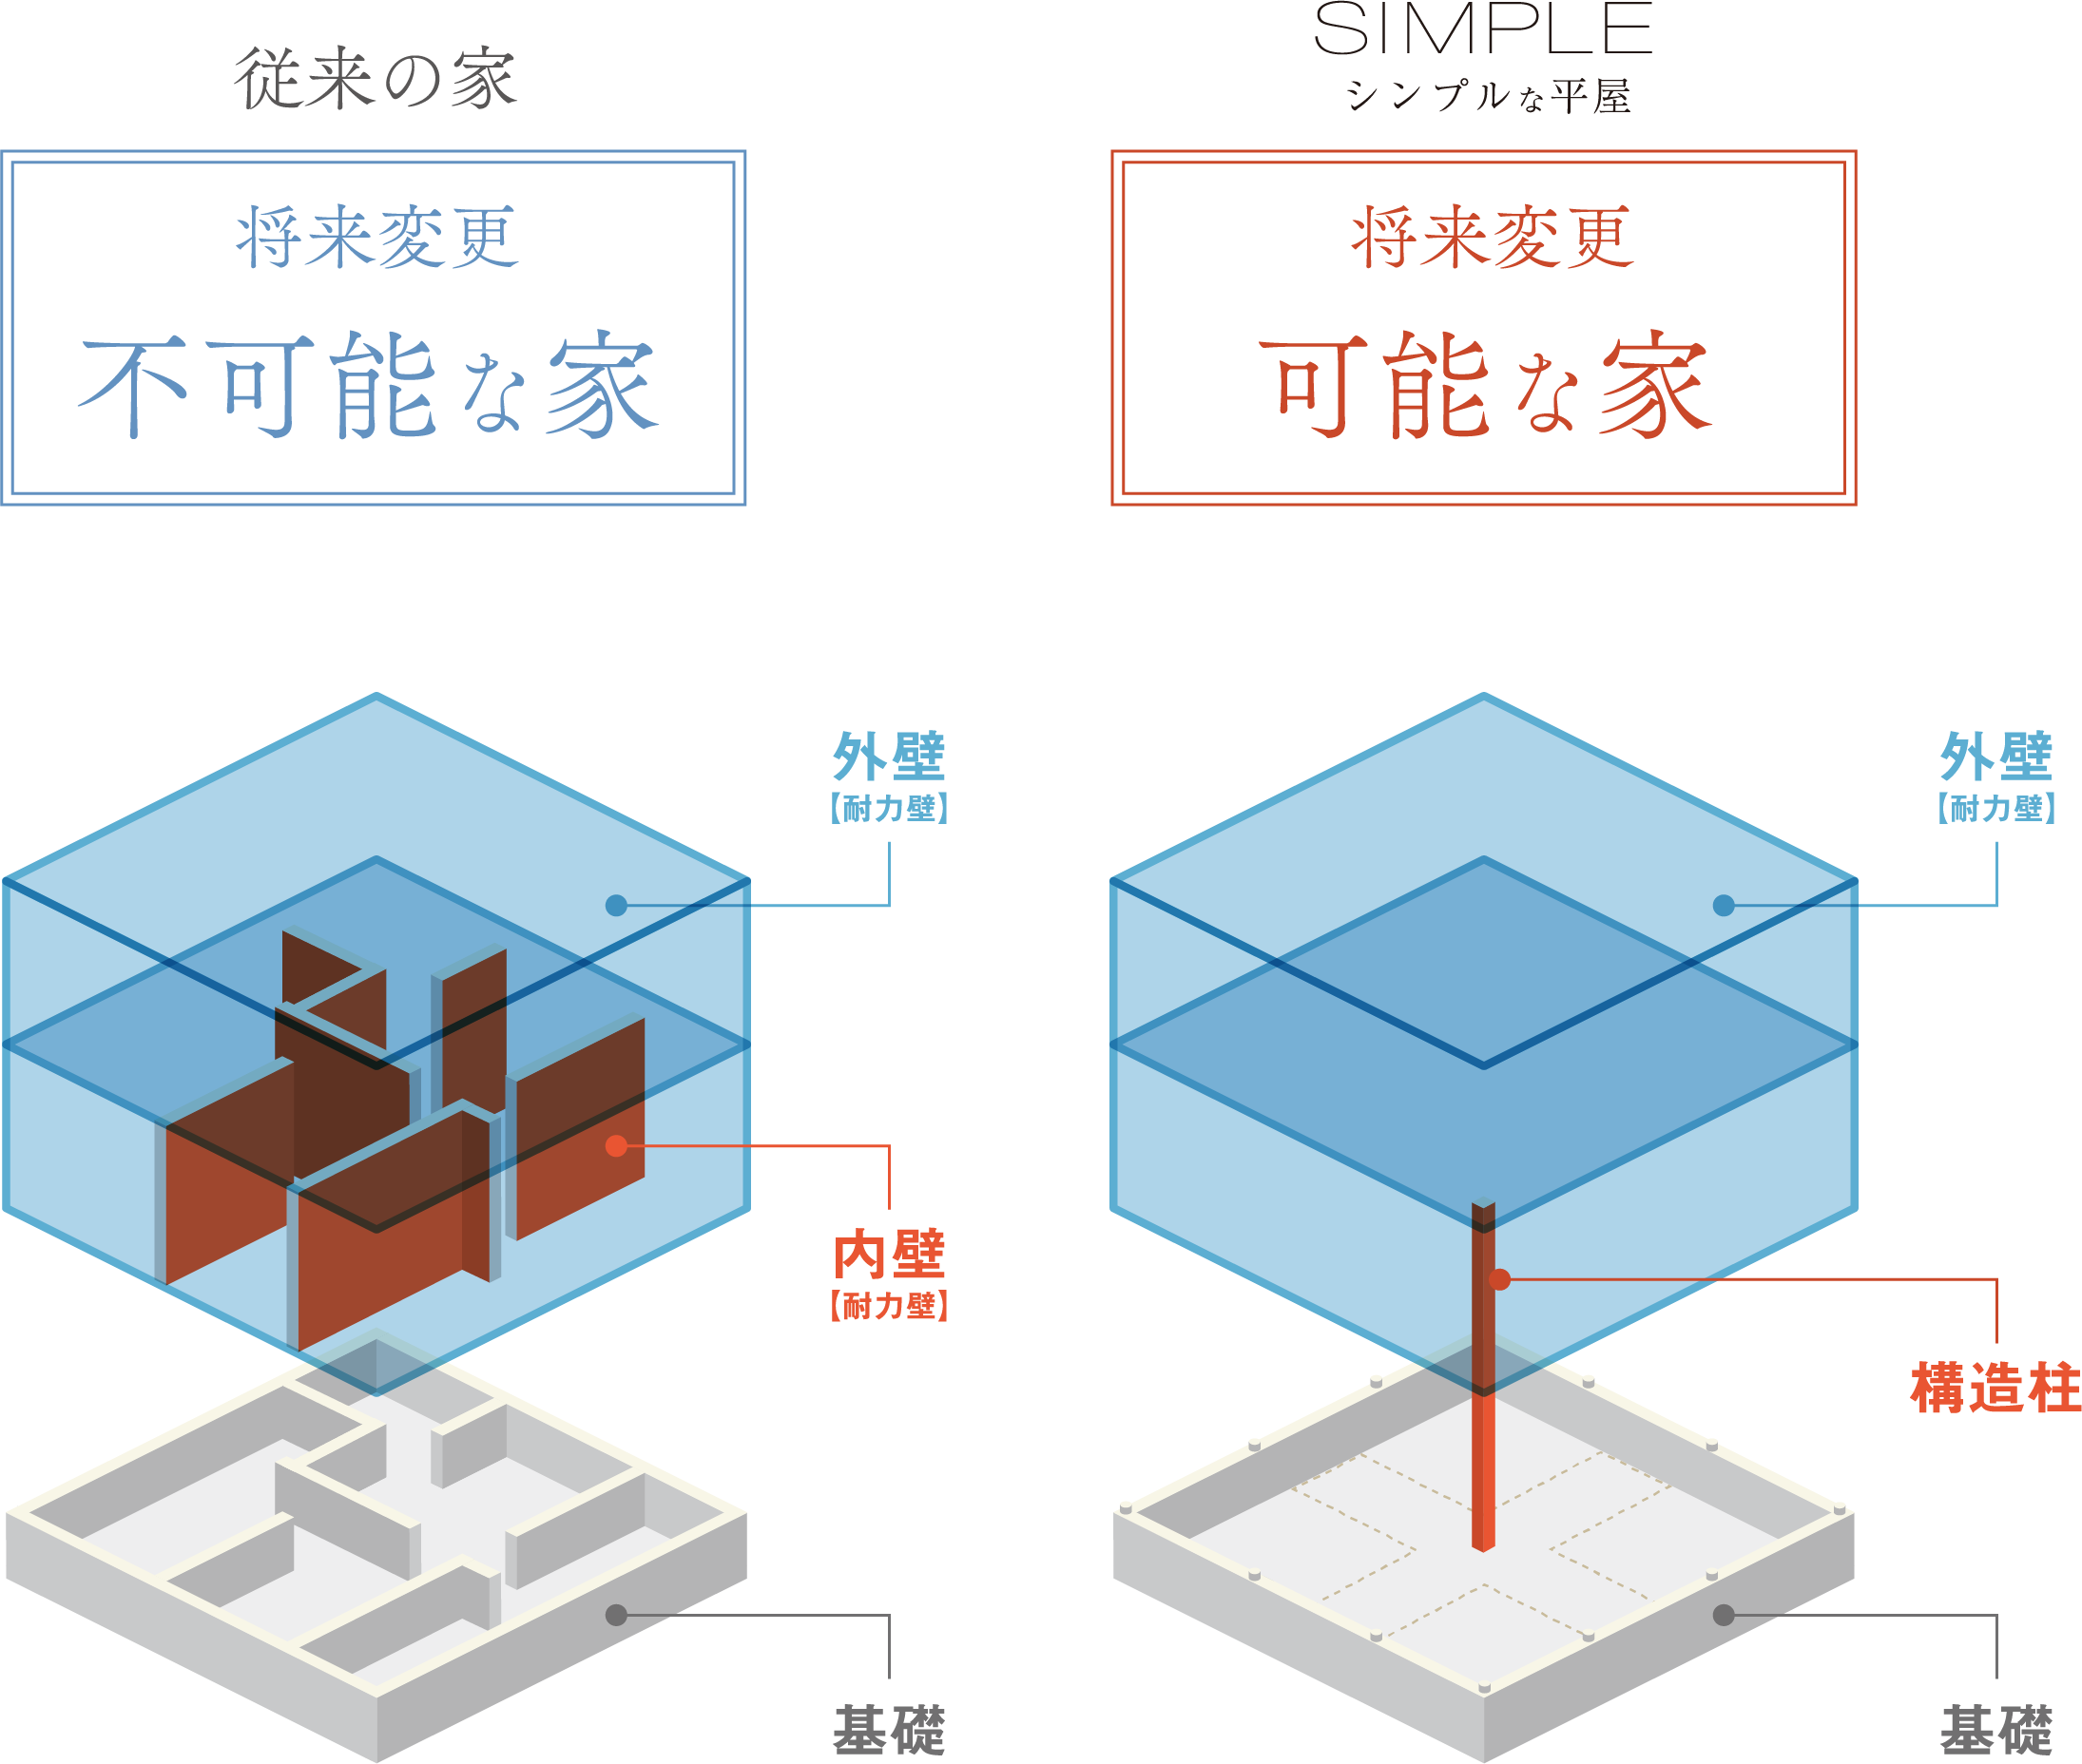 従来の家
将来変更
不可能な家
外壁
【耐力壁】
内壁
【耐力壁】
基礎
SIMPLE
シンプルな平屋
将来変更
可能な家
外壁
【耐力壁】
構造柱
基礎